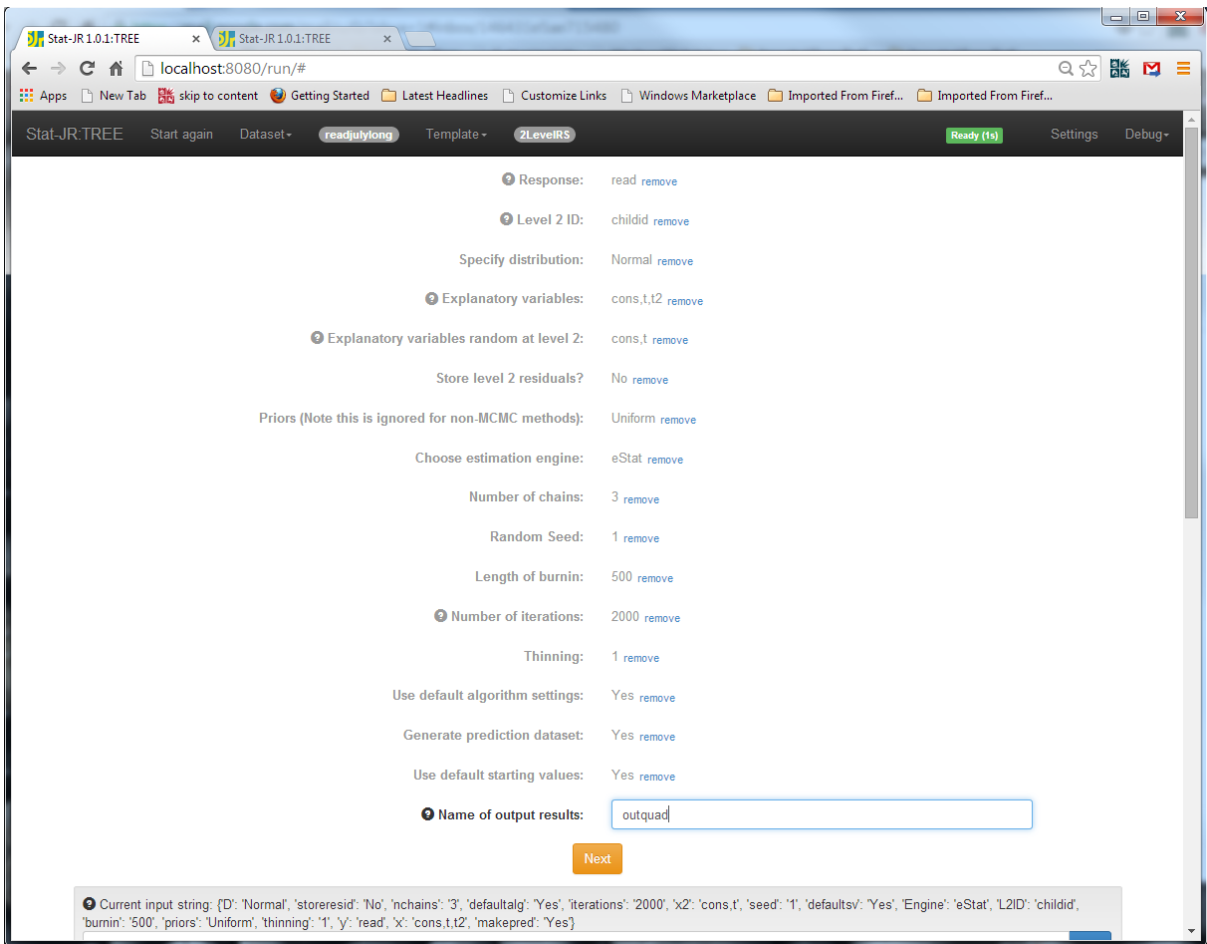 Stat-JR 1.0.1:TREE × Stat-JR 1.0.1:TREE ×
localhost:8080/run/#
Apps New Tab skip to content Getting Started Latest Headlines Customize Links Windows Marketplace Imported From Firef... Imported From Firef...
Stat-JR:TREE Start again Dataset readjulylong Template 2LevelRS Ready (1s) Settings Debug
Response: read remove
Level 2 ID: childid remove
Specify distribution: Normal remove
Explanatory variables: cons,t,t2 remove
Explanatory variables random at level 2: cons,t remove
Store level 2 residuals? No remove
Priors (Note this is ignored for non-MCMC methods): Uniform remove
Choose estimation engine: eStat remove
Number of chains: 3 remove
Random Seed: 1 remove
Length of burnin: 500 remove
Number of iterations: 2000 remove
Thinning: 1 remove
Use default algorithm settings: Yes remove
Generate prediction dataset: Yes remove
Use default starting values: Yes remove
Name of output results: outquad
Next
Current input string: {'D': 'Normal', 'storeresid': 'No', 'nchains': '3', 'defaultalg': 'Yes', 'iterations': '2000', 'x2': 'cons,t', 'seed': '1', 'defaultsv': 'Yes', 'Engine': 'eStat', 'L2ID': 'childid',
'burnin': '500', 'priors': 'Uniform', 'thinning': '1', 'y': 'read', 'x': 'cons,t,t2', 'makepred': 'Yes'}